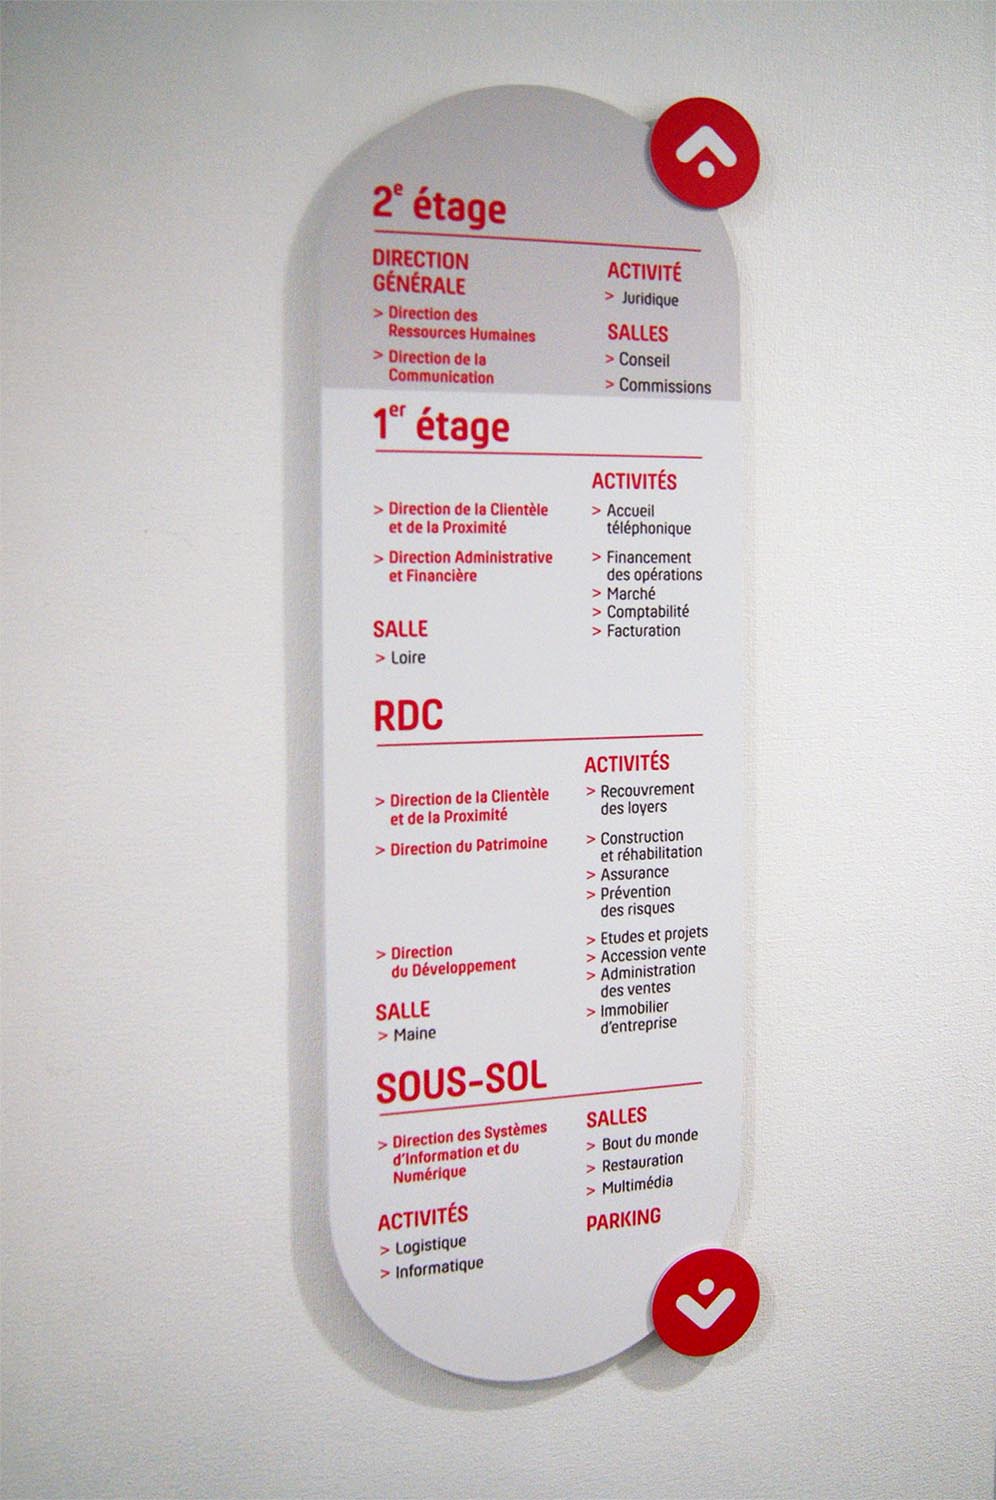 2e étage
DIRECTION
GÉNÉRALE
> Direction des
Ressources Humaines
> Direction de la
Communication
ACTIVITÉ
> Juridique
SALLES
> Conseil
> Commissions
1er étage
> Direction de la Clientèle
et de la Proximité
> Direction Administrative
et Financière
SALLE
> Loire
ACTIVITÉS
> Accueil
téléphonique
> Financement
des opérations
> Marché
> Comptabilité
> Facturation
RDC
> Direction de la Clientèle
et de la Proximité
> Direction du Patrimoine
> Direction
du Développement
SALLE
> Maine
ACTIVITÉS
> Recouvrement
des loyers
> Construction
et réhabilitation
> Assurance
> Prévention
des risques
> Etudes et projets
> Accession vente
> Administration
des ventes
> Immobilier
d'entreprise
SOUS-SOL
> Direction des Systèmes
d'Information et du
Numérique
ACTIVITÉS
> Logistique
> Informatique
SALLES
> Bout du monde
> Restauration
> Multimédia
PARKING